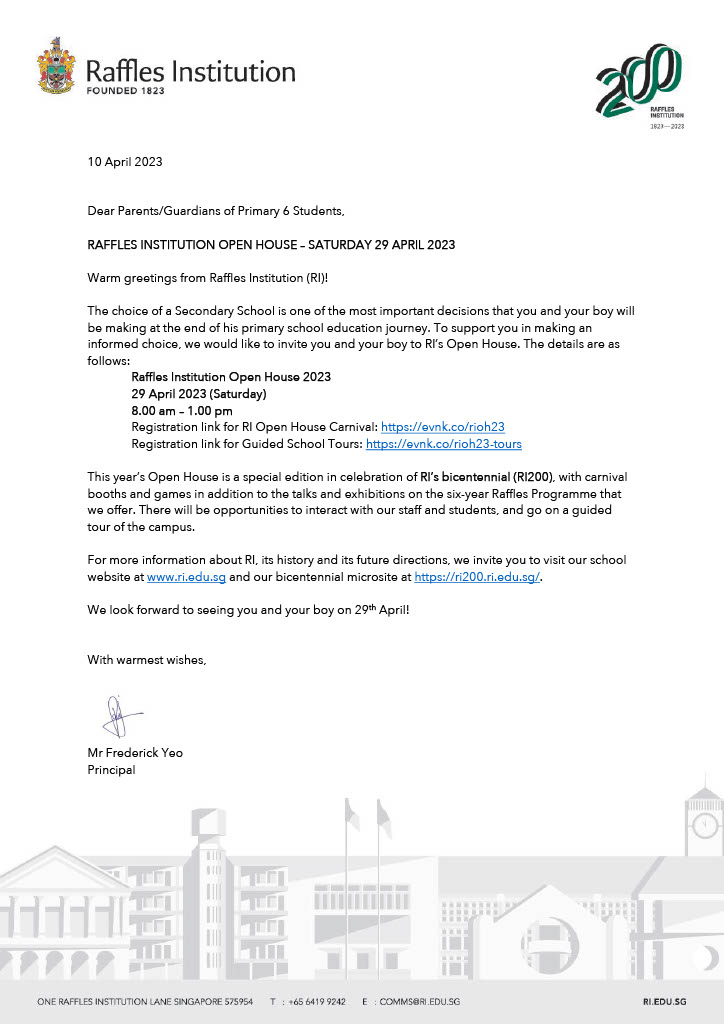 Raffles Institution
FOUNDED 1823
200
RAFFLES
INSTITUTION
1823—2023
10 April 2023
Dear Parents/Guardians of Primary 6 Students,
RAFFLES INSTITUTION OPEN HOUSE – SATURDAY 29 APRIL 2023
Warm greetings from Raffles Institution (RI)!
The choice of a Secondary School is one of the most important decisions that you and your boy will
be making at the end of his primary school education journey. To support you in making an
informed choice, we would like to invite you and your boy to RI’s Open House. The details are as
follows:
Raffles Institution Open House 2023
29 April 2023 (Saturday)
8.00 am – 1.00 pm
Registration link for RI Open House Carnival: https://evnk.co/rioh23
Registration link for Guided School Tours: https://evnk.co/rioh23-tours
This year’s Open House is a special edition in celebration of RI’s bicentennial (RI200), with carnival
booths and games in addition to the talks and exhibitions on the six-year Raffles Programme that
we offer. There will be opportunities to interact with our staff and students, and go on a guided
tour of the campus.
For more information about RI, its history and its future directions, we invite you to visit our school
website at www.ri.edu.sg and our bicentennial microsite at https://ri200.ri.edu.sg/.
We look forward to seeing you and your boy on 29th April!
With warmest wishes,
Mr Frederick Yeo
Principal
ONE RAFFLES INSTITUTION LANE SINGAPORE 575954 T : +65 6419 9242 E : COMMS@RI.EDU.SG RI.EDU.SG